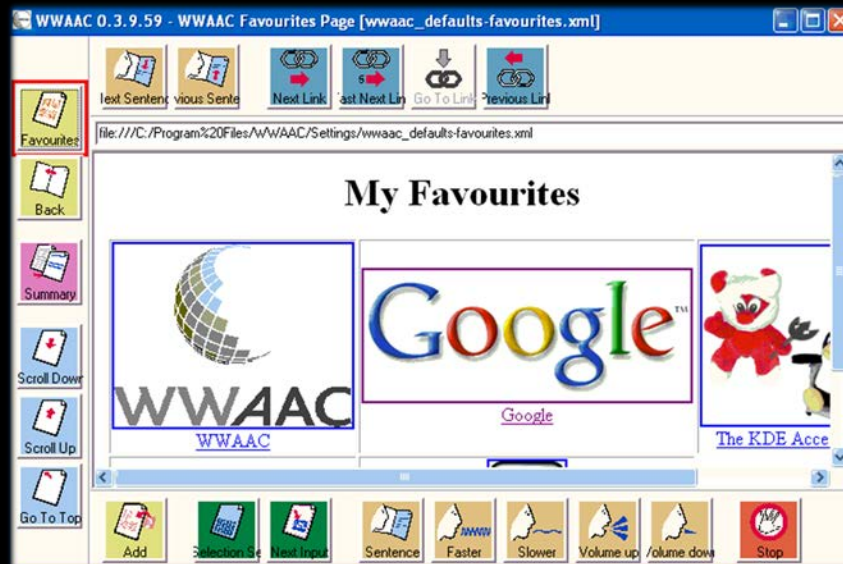 WWAAC 0.3.9.59 - WWAAC Favourites Page [wwaac_defaults-favourites.xml]
lext Sentenc vious Sente Next Link ast Next Lin Go To Link Previous Linl
Favourites
file:///C:/Program%20Files/WWAAC/Settings/wwaac_defaults-favourites.xml
Back
My Favourites
Summary
WWAAC
Google™
Scroll Down
Google
WWAAC
The KDE Acce
Scroll Up
Go To Top
Add Selection Se Next Input Sentence Faster Slower Volume up /olume dow Stop